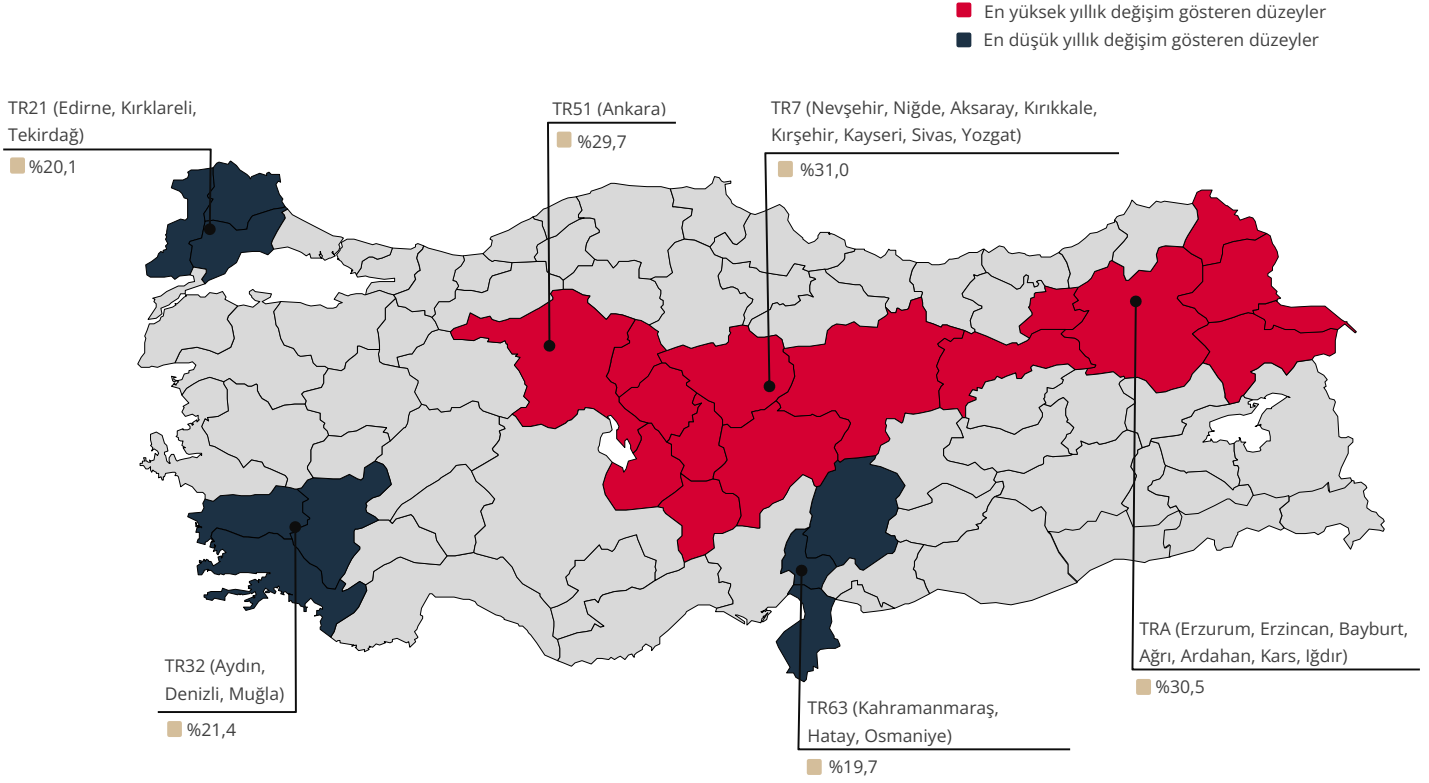 En yüksek yıllık değişim gösteren düzeyler
En düşük yıllık değişim gösteren düzeyler
TR21 (Edirne, Kırklareli,
Tekirdağ)
%20,1
TR51 (Ankara)
%29,7
TR7 (Nevşehir, Niğde, Aksaray, Kırıkkale,
Kırşehir, Kayseri, Sivas, Yozgat)
%31,0
TR32 (Aydın,
Denizli, Muğla)
%21,4
TR63 (Kahramanmaraş,
Hatay, Osmaniye)
%19,7
TRA (Erzurum, Erzincan, Bayburt,
Ağrı, Ardahan, Kars, Iğdır)
%30,5